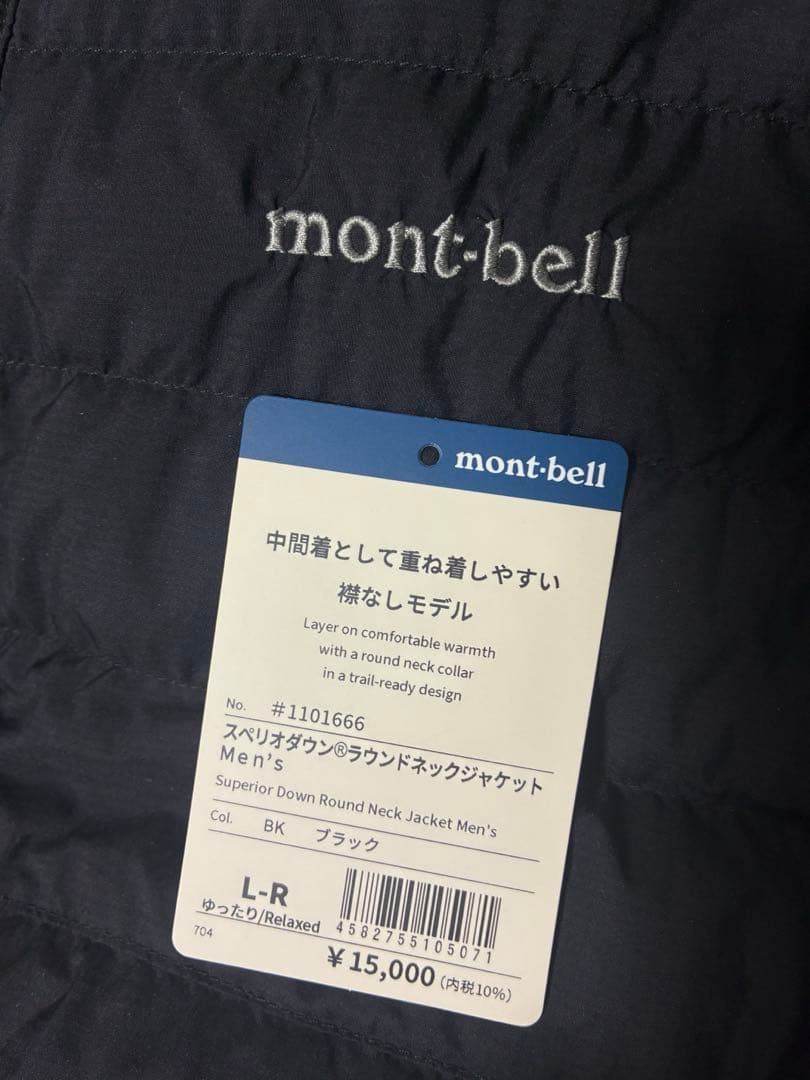 mont-bell
mont-bell
中間着として重ね着しやすい
襟なしモデル
Layer on comfortable warmth
with a round neck collar
in a trail-ready design
No. #1101666
スペリオダウン®ラウンドネックジャケット
Men's
Superior Down Round Neck Jacket Men's
Col. BK ブラック
L-R
ゆったり/Relaxed
4582755105071
704
¥15,000(内税10%)